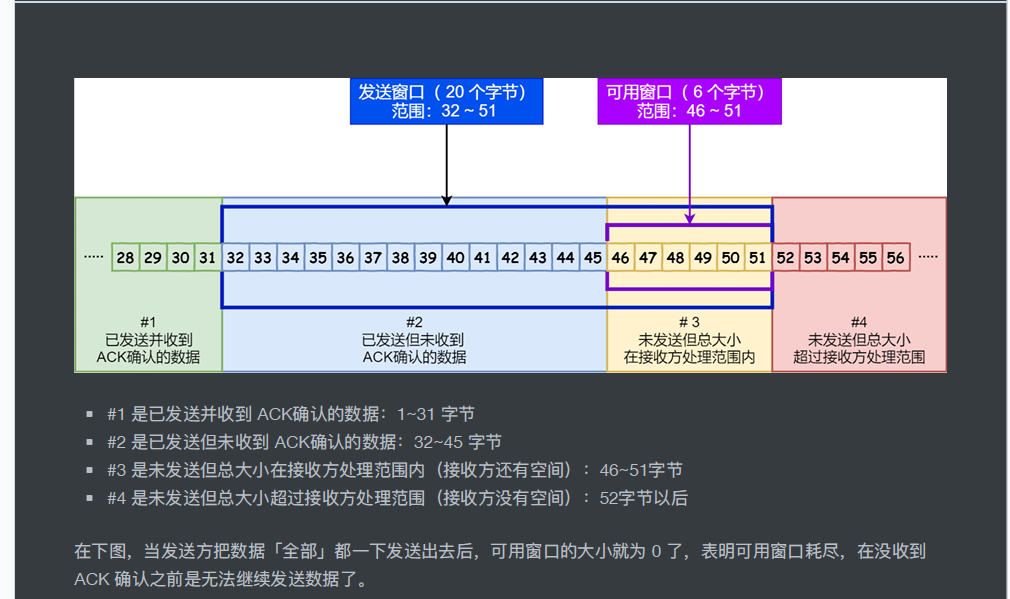 发送窗口（ 20 个字节）
范围：32 ~ 51
可用窗口（ 6 个字节）
范围：46 ~ 51
····· 28 29 30 31 32 33 34 35 36 37 38 39 40 41 42 43 44 45 46 47 48 49 50 51 52 53 54 55 56 ·····
#1
已发送并收到
ACK确认的数据
#2
已发送但未收到
ACK确认的数据
# 3
未发送但总大小
在接收方处理范围内
#4
未发送但总大小
超过接收方处理范围
▪ #1 是已发送并收到 ACK确认的数据：1~31 字节
▪ #2 是已发送但未收到 ACK确认的数据：32~45 字节
▪ #3 是未发送但总大小在接收方处理范围内（接收方还有空间）：46~51字节
▪ #4 是未发送但总大小超过接收方处理范围（接收方没有空间）：52字节以后
在下图，当发送方把数据「全部」都一下发送出去后，可用窗口的大小就为 0 了，表明可用窗口耗尽，在没收到
ACK 确认之前是无法继续发送数据了。